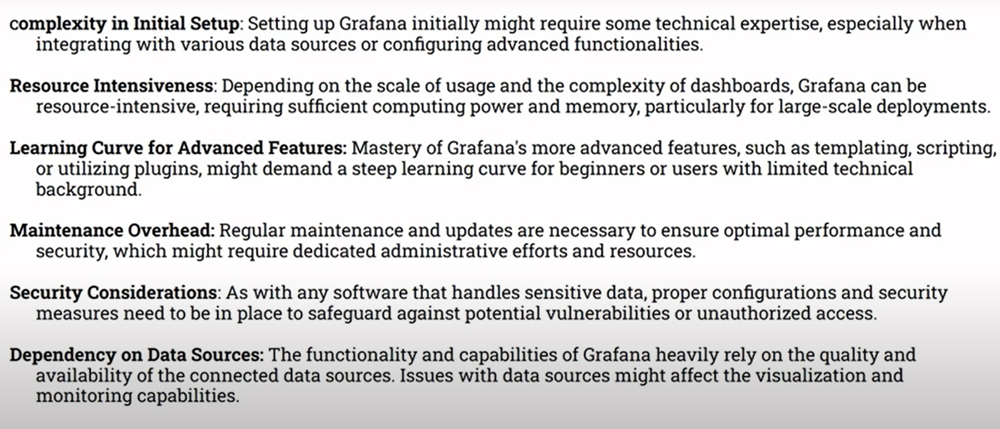 complexity in Initial Setup: Setting up Grafana initially might require some technical expertise, especially when
integrating with various data sources or configuring advanced functionalities.
Resource Intensiveness: Depending on the scale of usage and the complexity of dashboards, Grafana can be
resource-intensive, requiring sufficient computing power and memory, particularly for large-scale deployments.
Learning Curve for Advanced Features: Mastery of Grafana's more advanced features, such as templating, scripting,
or utilizing plugins, might demand a steep learning curve for beginners or users with limited technical
background.
Maintenance Overhead: Regular maintenance and updates are necessary to ensure optimal performance and
security, which might require dedicated administrative efforts and resources.
Security Considerations: As with any software that handles sensitive data, proper configurations and security
measures need to be in place to safeguard against potential vulnerabilities or unauthorized access.
Dependency on Data Sources: The functionality and capabilities of Grafana heavily rely on the quality and
availability of the connected data sources. Issues with data sources might affect the visualization and
monitoring capabilities.